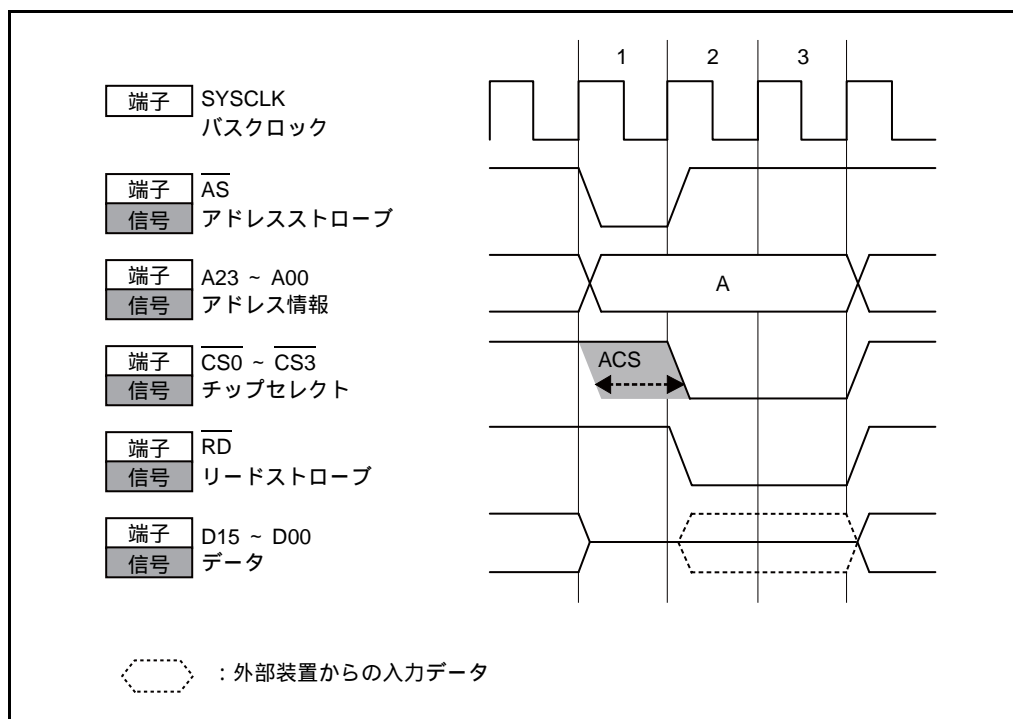 1 2 3
端子 SYSCLK
バスクロック
端子 AS
信号 アドレスストローブ
端子 A23 ~ A00
信号 アドレス情報
A
端子 CS0 ~ CS3
信号 チップセレクト
ACS
端子 RD
信号 リードストローブ
端子 D15 ~ D00
信号 データ
：外部装置からの入力データ